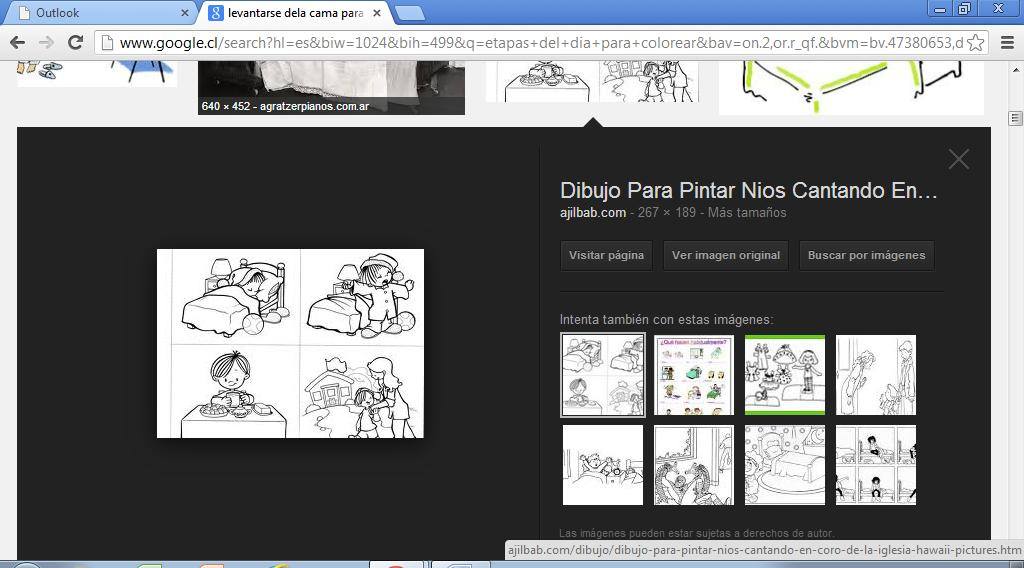 Outlook
levantarse dela cama para
www.google.cl/search?hl=es&biw=1024&bih=499&q=etapas+del+dia+para+colorear&bav=on.2,or.r_qf.&bvm=bv.47380653,d
640 × 452 - agratzerpianos.com.ar
Dibujo Para Pintar Nios Cantando En...
ajilbab.com - 267 × 189 - Más tamaños
Visitar página
Ver imagen original
Buscar por imágenes
Intenta también con estas imágenes:
¿Qué hacen habitualmente?
Las imágenes pueden estar sujetas a derechos de autor.
ajilbab.com/dibujo/dibujo-para-pintar-nios-cantando-en-coro-de-la-iglesia-hawaii-pictures.htm